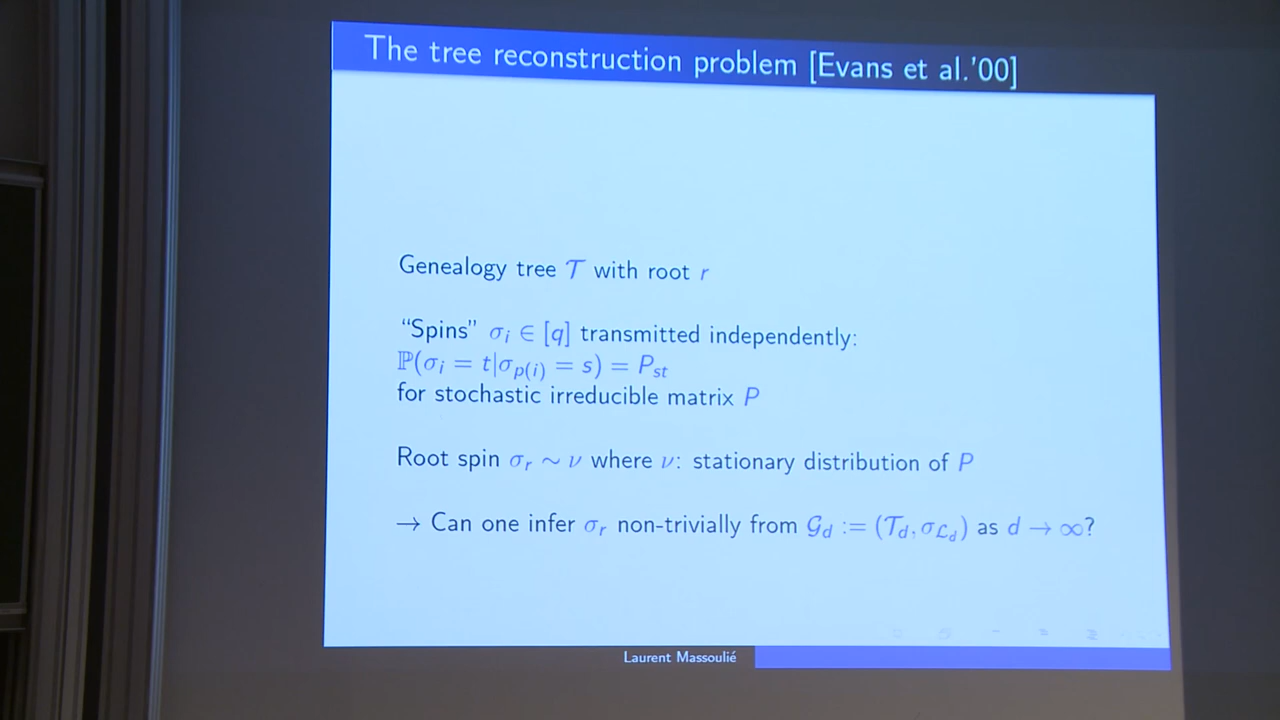 The tree reconstruction problem [Evans et al.'00]
Genealogy tree 𝒯 with root r
“Spins” σ_i ∈ [q] transmitted independently:
ℙ(σ_i = t|σ_{p(i)} = s) = P_{st}
for stochastic irreducible matrix P
Root spin σ_r ∼ ν where ν: stationary distribution of P
→ Can one infer σ_r non-trivially from 𝒢_d := (𝒯_d, σ_{ℒ_d}) as d → ∞?
Laurent Massoulié